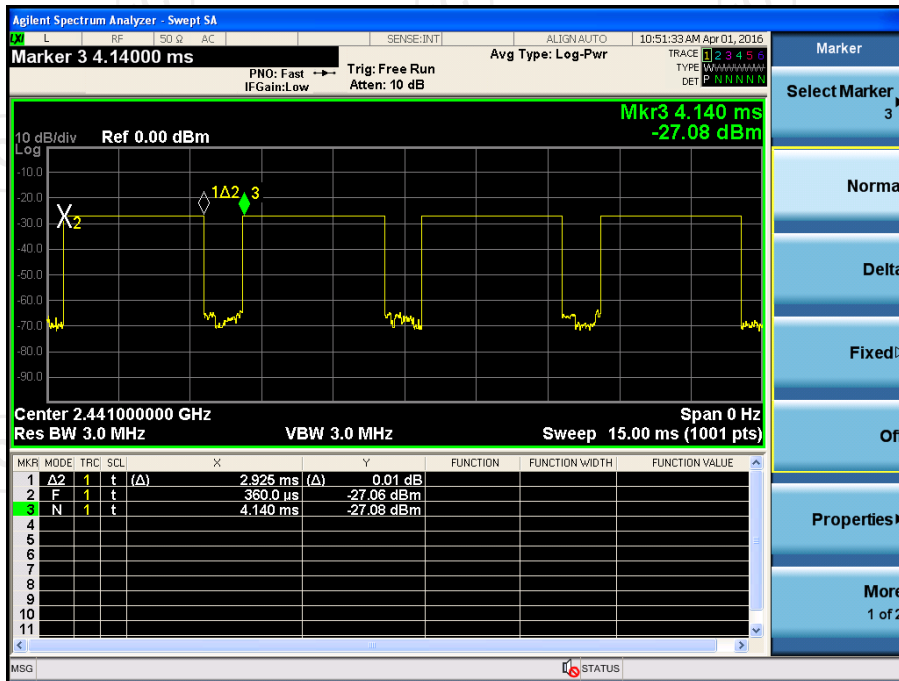 Agilent Spectrum Analyzer - Swept SA
LXI L RF 50 Ω AC SENSE:INT ALIGN AUTO 10:51:33 AM Apr 01, 2016
Marker 3 4.14000 ms
PNO: Fast
IFGain:Low
Trig: Free Run
Atten: 10 dB
Avg Type: Log-Pwr
TRACE 1 2 3 4 5 6
TYPE WWWWWW
DET P N N N N N
Mkr3 4.140 ms
-27.08 dBm
10 dB/div Ref 0.00 dBm
Log
-10.0
-20.0
-30.0
-40.0
-50.0
-60.0
-70.0
-80.0
-90.0
X2
1Δ2 3
Center 2.441000000 GHz Span 0 Hz
Res BW 3.0 MHz VBW 3.0 MHz Sweep 15.00 ms (1001 pts)
MKR MODE TRC SCL X Y FUNCTION FUNCTION WIDTH FUNCTION VALUE
1 Δ2 1 t (Δ) 2.925 ms (Δ) 0.01 dB
2 F 1 t 360.0 µs -27.06 dBm
3 N 1 t 4.140 ms -27.08 dBm
4
5
6
7
8
9
10
11
MSG STATUS
Marker
Select Marker
3
Norma
Delta
Fixed
Of
Properties
More
1 of 2